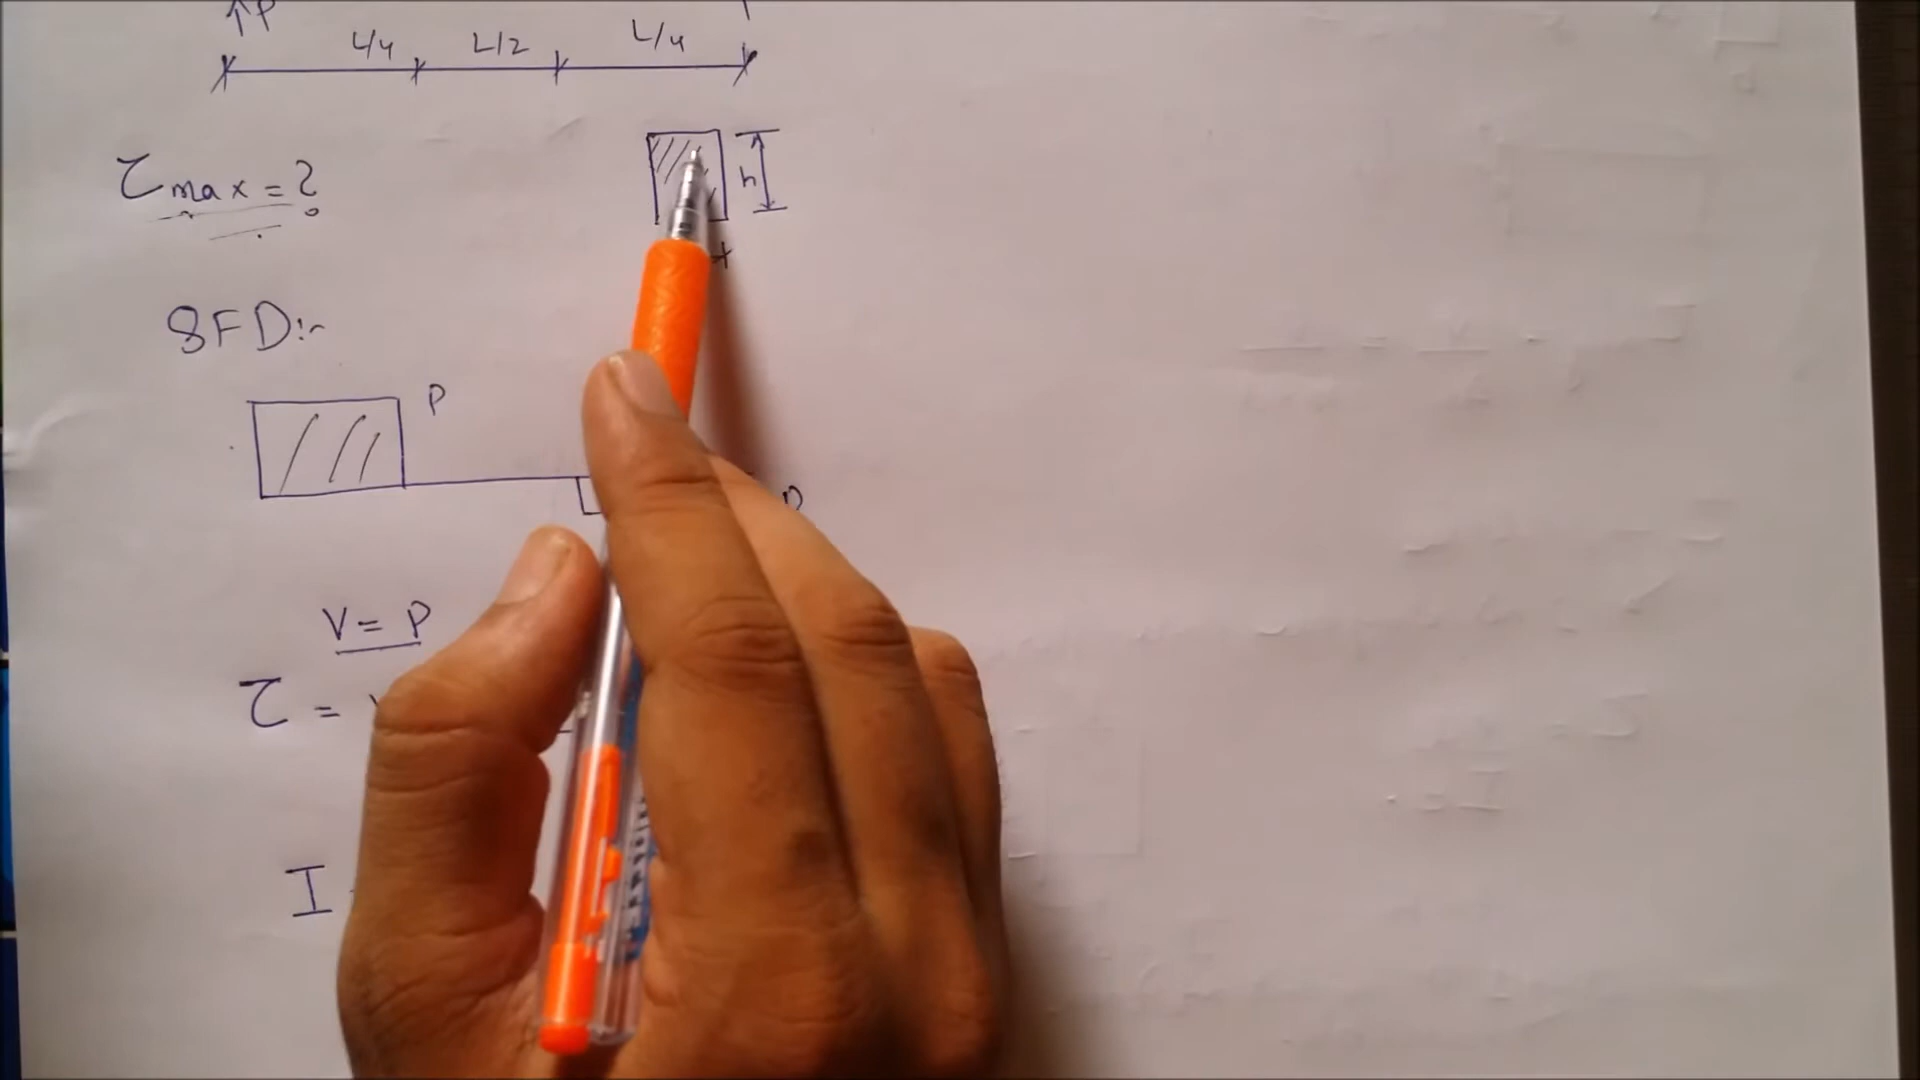 ↑P
L/4 L/2 L/4
τmax = ?
h
SFD:-
P
V = P
τ =
I